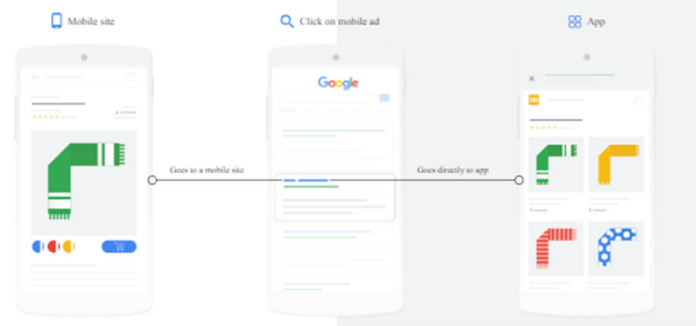 Mobile site
Click on mobile ad
App
Google
Goes to a mobile site
Goes directly to app